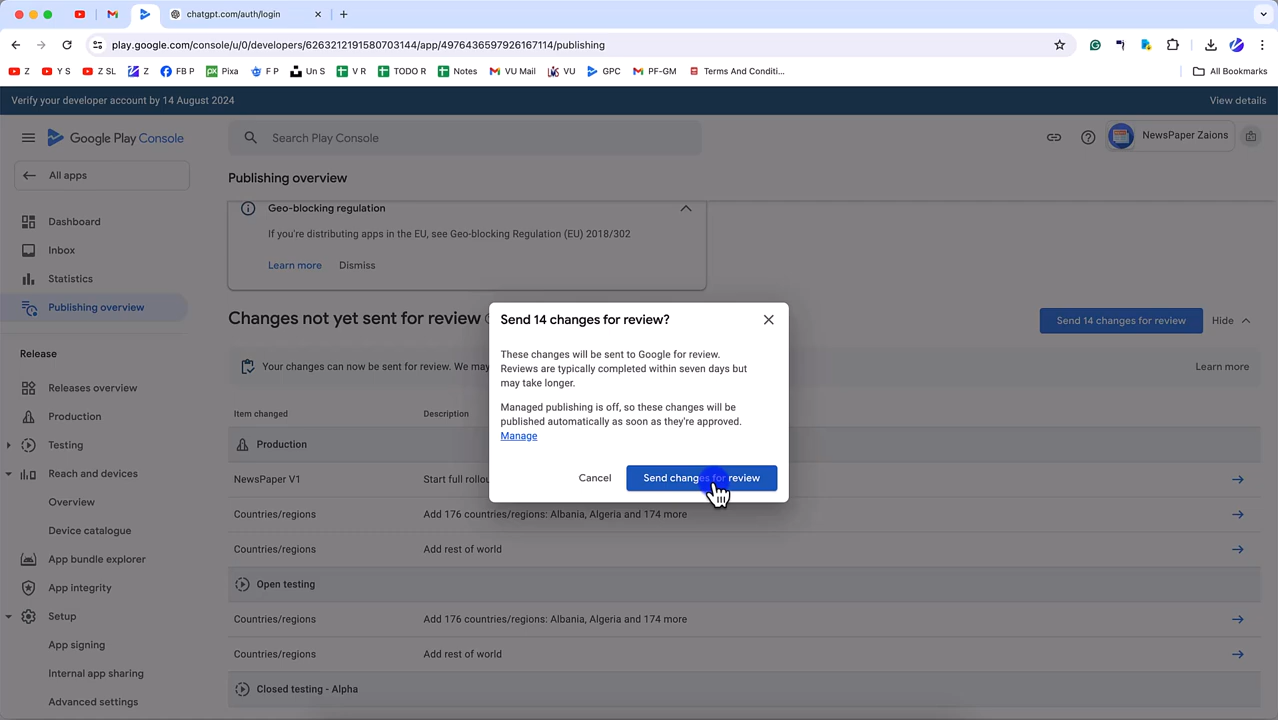 chatgpt.com/auth/login
play.google.com/console/u/0/developers/6263212191580703144/app/4976436597926167114/publishing
Z
Y S
Z SL
Z
FB P
Pixa
F P
Un S
V R
TODO R
Notes
VU Mail
VU
GPC
PF-GM
Terms And Conditi...
All Bookmarks
Verify your developer account by 14 August 2024
View details
Google Play Console
Search Play Console
NewsPaper Zaions
All apps
Publishing overview
Dashboard
Inbox
Statistics
Publishing overview
Release
Releases overview
Production
Testing
Reach and devices
Overview
Device catalogue
App bundle explorer
App integrity
Setup
App signing
Internal app sharing
Advanced settings
Geo-blocking regulation
If you're distributing apps in the EU, see Geo-blocking Regulation (EU) 2018/302
Learn more
Dismiss
Changes not yet sent for review
Send 14 changes for review
Hide
Your changes can now be sent for review. We may
Learn more
Item changed
Description
Production
NewsPaper V1
Start full rollou
Countries/regions
Add 176 countries/regions: Albania, Algeria and 174 more
Countries/regions
Add rest of world
Open testing
Countries/regions
Add 176 countries/regions: Albania, Algeria and 174 more
Countries/regions
Add rest of world
Closed testing - Alpha
Send 14 changes for review?
These changes will be sent to Google for review.
Reviews are typically completed within seven days but
may take longer.
Managed publishing is off, so these changes will be
published automatically as soon as they're approved.
Manage
Cancel
Send changes for review